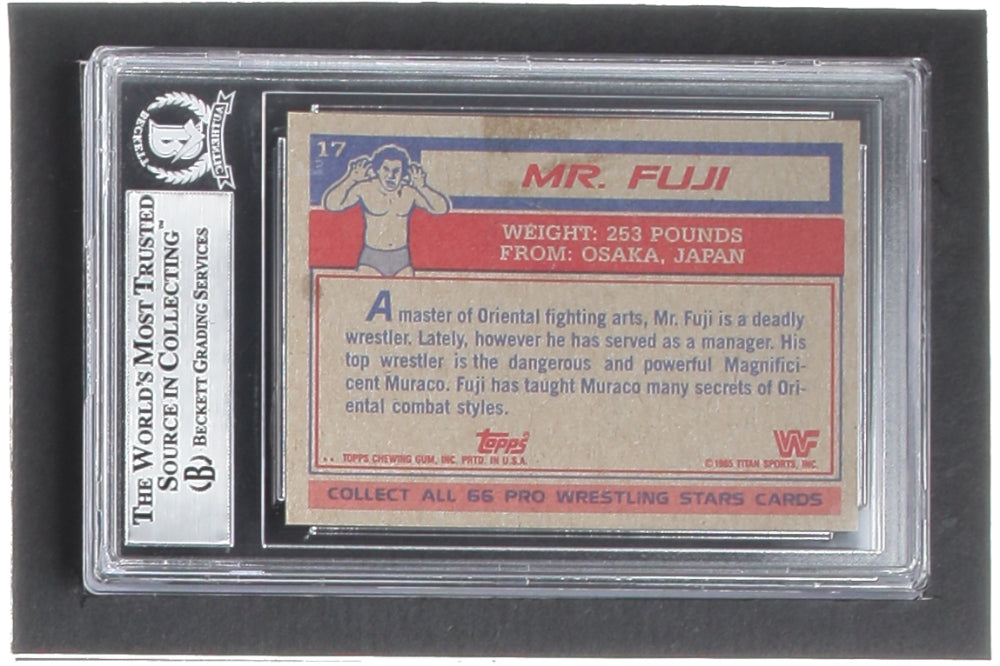 BECKETT
AUTHENTIC
B
THE WORLD'S MOST TRUSTED
SOURCE IN COLLECTING™
B BECKETT GRADING SERVICES
17
MR. FUJI
WEIGHT: 253 POUNDS
FROM: OSAKA, JAPAN
A master of Oriental fighting arts, Mr. Fuji is a deadly
wrestler. Lately, however he has served as a manager. His
top wrestler is the dangerous and powerful Magnifici-
cent Muraco. Fuji has taught Muraco many secrets of Ori-
ental combat styles.
topps®
WF
** TOPPS CHEWING GUM, INC. PRTD. IN U.S.A.
© 1985 TITAN SPORTS, INC.
COLLECT ALL 66 PRO WRESTLING STARS CARDS